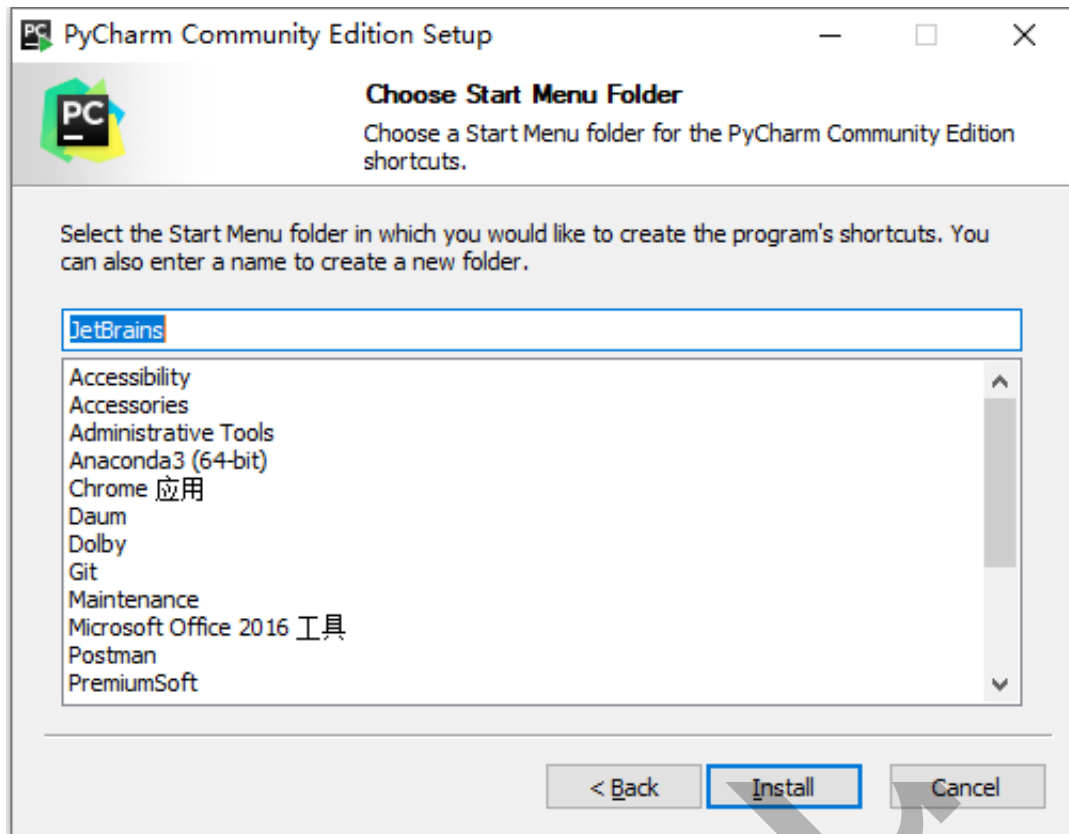 PyCharm Community Edition Setup
PC
Choose Start Menu Folder
Choose a Start Menu folder for the PyCharm Community Edition
shortcuts.
Select the Start Menu folder in which you would like to create the program's shortcuts. You
can also enter a name to create a new folder.
JetBrains
Accessibility
Accessories
Administrative Tools
Anaconda3 (64-bit)
Chrome 应用
Daum
Dolby
Git
Maintenance
Microsoft Office 2016 工具
Postman
PremiumSoft
< Back
Install
Cancel